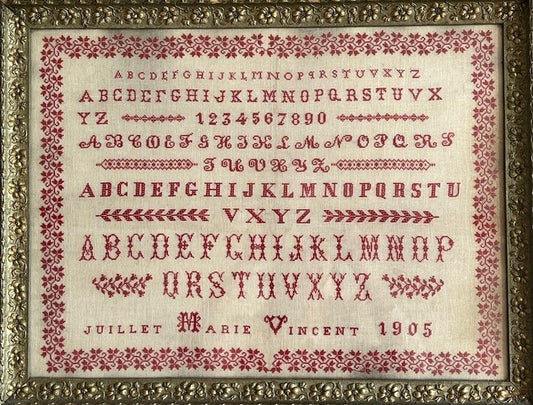 ABCDEFGHIJKLMNOPQRSTUVXYZ
ABCDEFGHIJKLMNOPQRSTUVX
YZ 1234567890
ABCDEFGHIJKLMNOPQRS
TUVXYZ
ABCDEFGHIJKLMNOPQRSTU
VXYZ
ABCDEFGHIJKLMNOP
QRSTUVXYZ
JUILLET MARIE VINCENT 1905